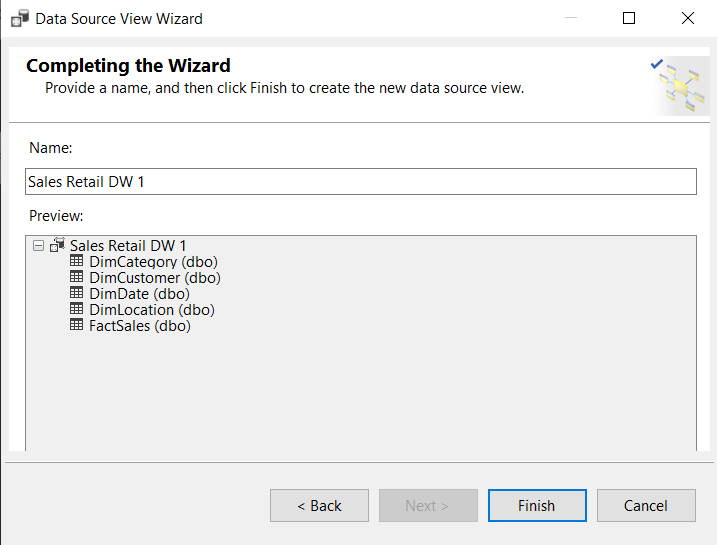 Data Source View Wizard
Completing the Wizard
Provide a name, and then click Finish to create the new data source view.
Name:
Sales Retail DW 1
Preview:
Sales Retail DW 1
DimCategory (dbo)
DimCustomer (dbo)
DimDate (dbo)
DimLocation (dbo)
FactSales (dbo)
< Back
Next >
Finish
Cancel